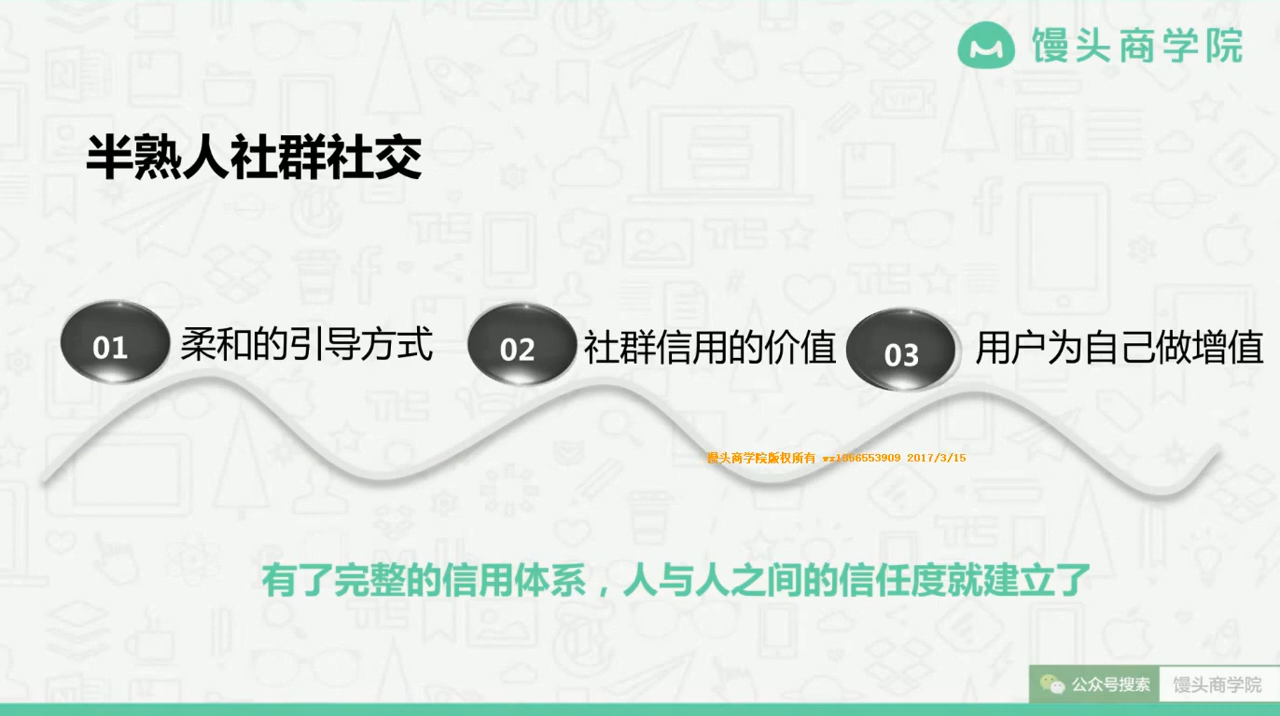 馒头商学院
半熟人社群社交
01 柔和的引导方式
02 社群信用的价值
03 用户为自己做增值
馒头商学院版权所有 wz1866553909 2017/3/15
有了完整的信用体系，人与人之间的信任度就建立了
公众号搜索 馒头商学院